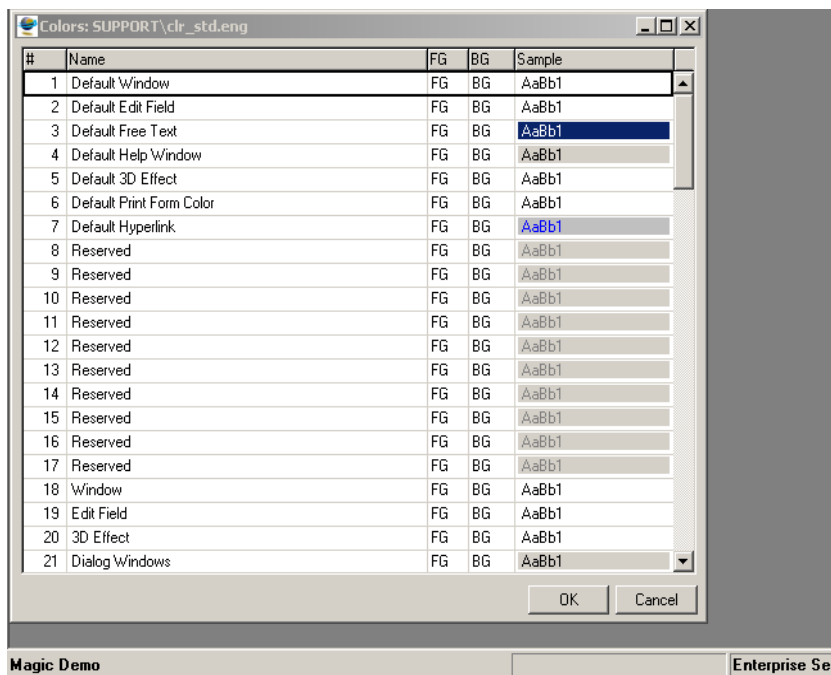 Colors: SUPPORT\clr_std.eng
# Name FG BG Sample
1 Default Window FG BG AaBb1
2 Default Edit Field FG BG AaBb1
3 Default Free Text FG BG AaBb1
4 Default Help Window FG BG AaBb1
5 Default 3D Effect FG BG AaBb1
6 Default Print Form Color FG BG AaBb1
7 Default Hyperlink FG BG AaBb1
8 Reserved FG BG AaBb1
9 Reserved FG BG AaBb1
10 Reserved FG BG AaBb1
11 Reserved FG BG AaBb1
12 Reserved FG BG AaBb1
13 Reserved FG BG AaBb1
14 Reserved FG BG AaBb1
15 Reserved FG BG AaBb1
16 Reserved FG BG AaBb1
17 Reserved FG BG AaBb1
18 Window FG BG AaBb1
19 Edit Field FG BG AaBb1
20 3D Effect FG BG AaBb1
21 Dialog Windows FG BG AaBb1
OK Cancel
Magic Demo Enterprise Se